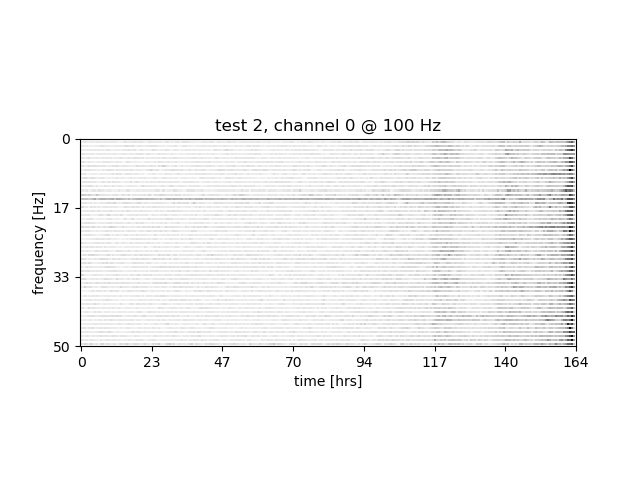 test 2, channel 0 @ 100 Hz
frequency [Hz]
0
17
33
50
0 23 47 70 94 117 140 164
time [hrs]